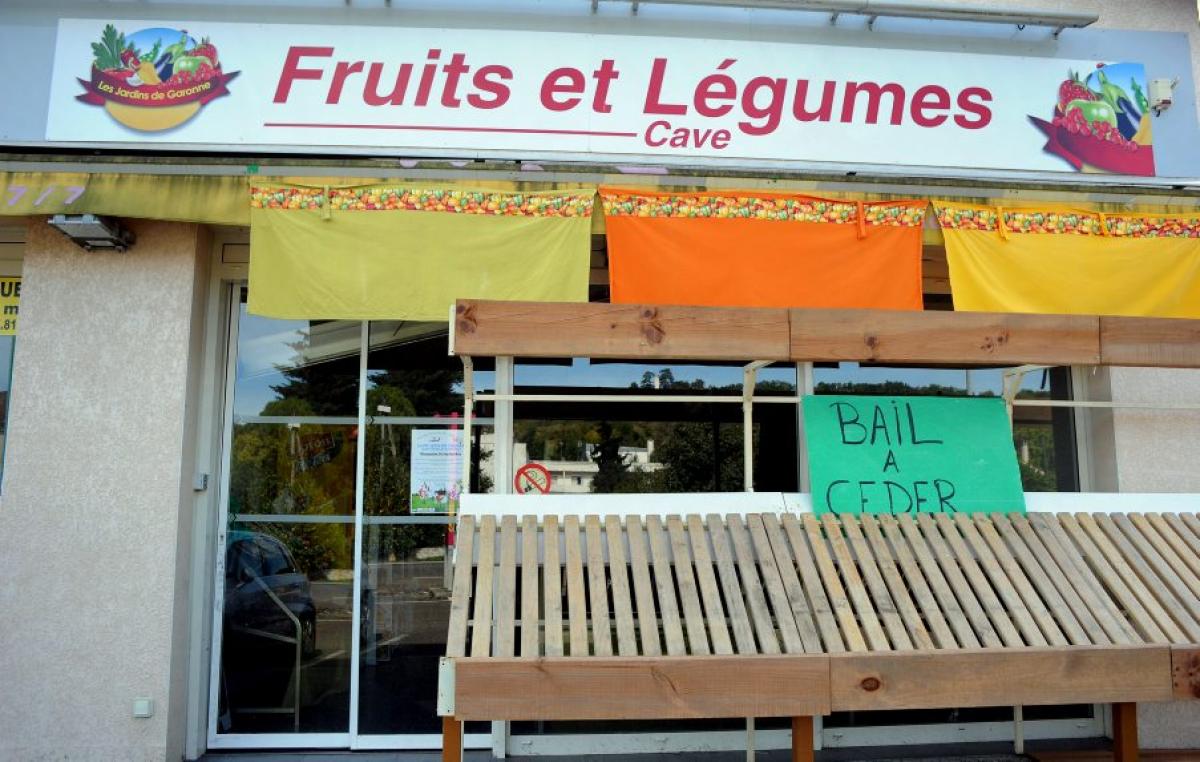 Les Jardins de Garonne
Fruits et Légumes
Cave
7/7
BAIL
A
CEDER